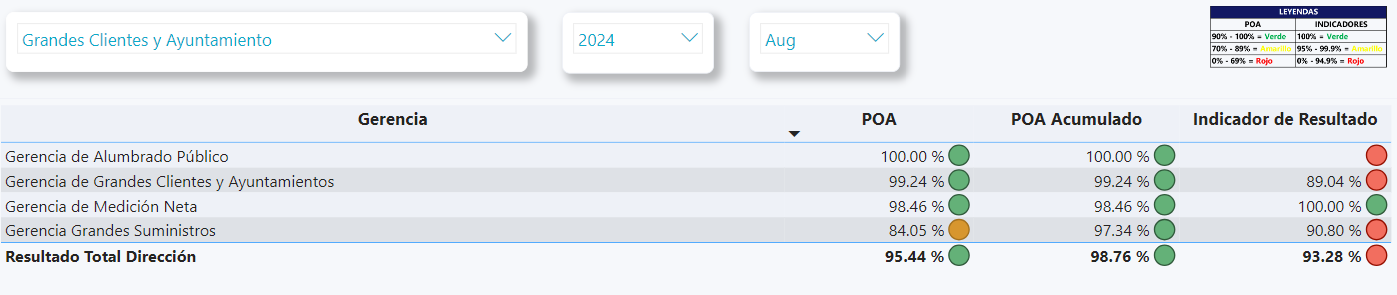 LEYENDAS
POA INDICADORES
90% - 100% = Verde 100% = Verde
70% - 89% = Amarillo 95% - 99.9% = Amarillo
0% - 69% = Rojo 0% - 94.9% = Rojo
Grandes Clientes y Ayuntamiento 2024 Aug
Gerencia POA POA Acumulado Indicador de Resultado
Gerencia de Alumbrado Público 100.00 % 100.00 %
Gerencia de Grandes Clientes y Ayuntamientos 99.24 % 99.24 % 89.04 %
Gerencia de Medición Neta 98.46 % 98.46 % 100.00 %
Gerencia Grandes Suministros 84.05 % 97.34 % 90.80 %
Resultado Total Dirección 95.44 % 98.76 % 93.28 %